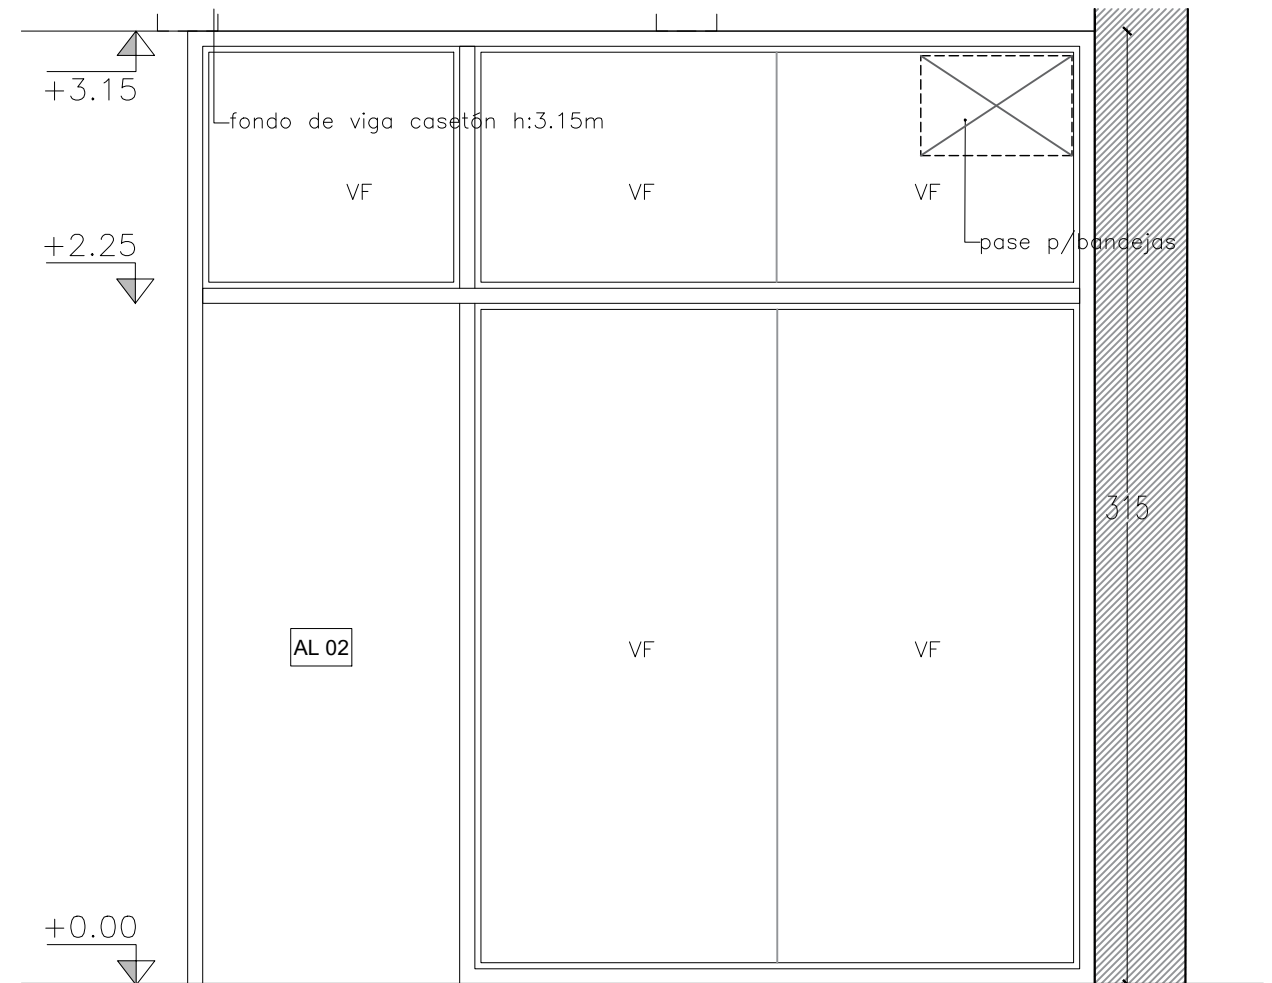 +3.15
fondo de viga casetón h:3.15m
VF
VF
VF
+2.25
pase p/bandejas
315
AL 02
VF
VF
+0.00